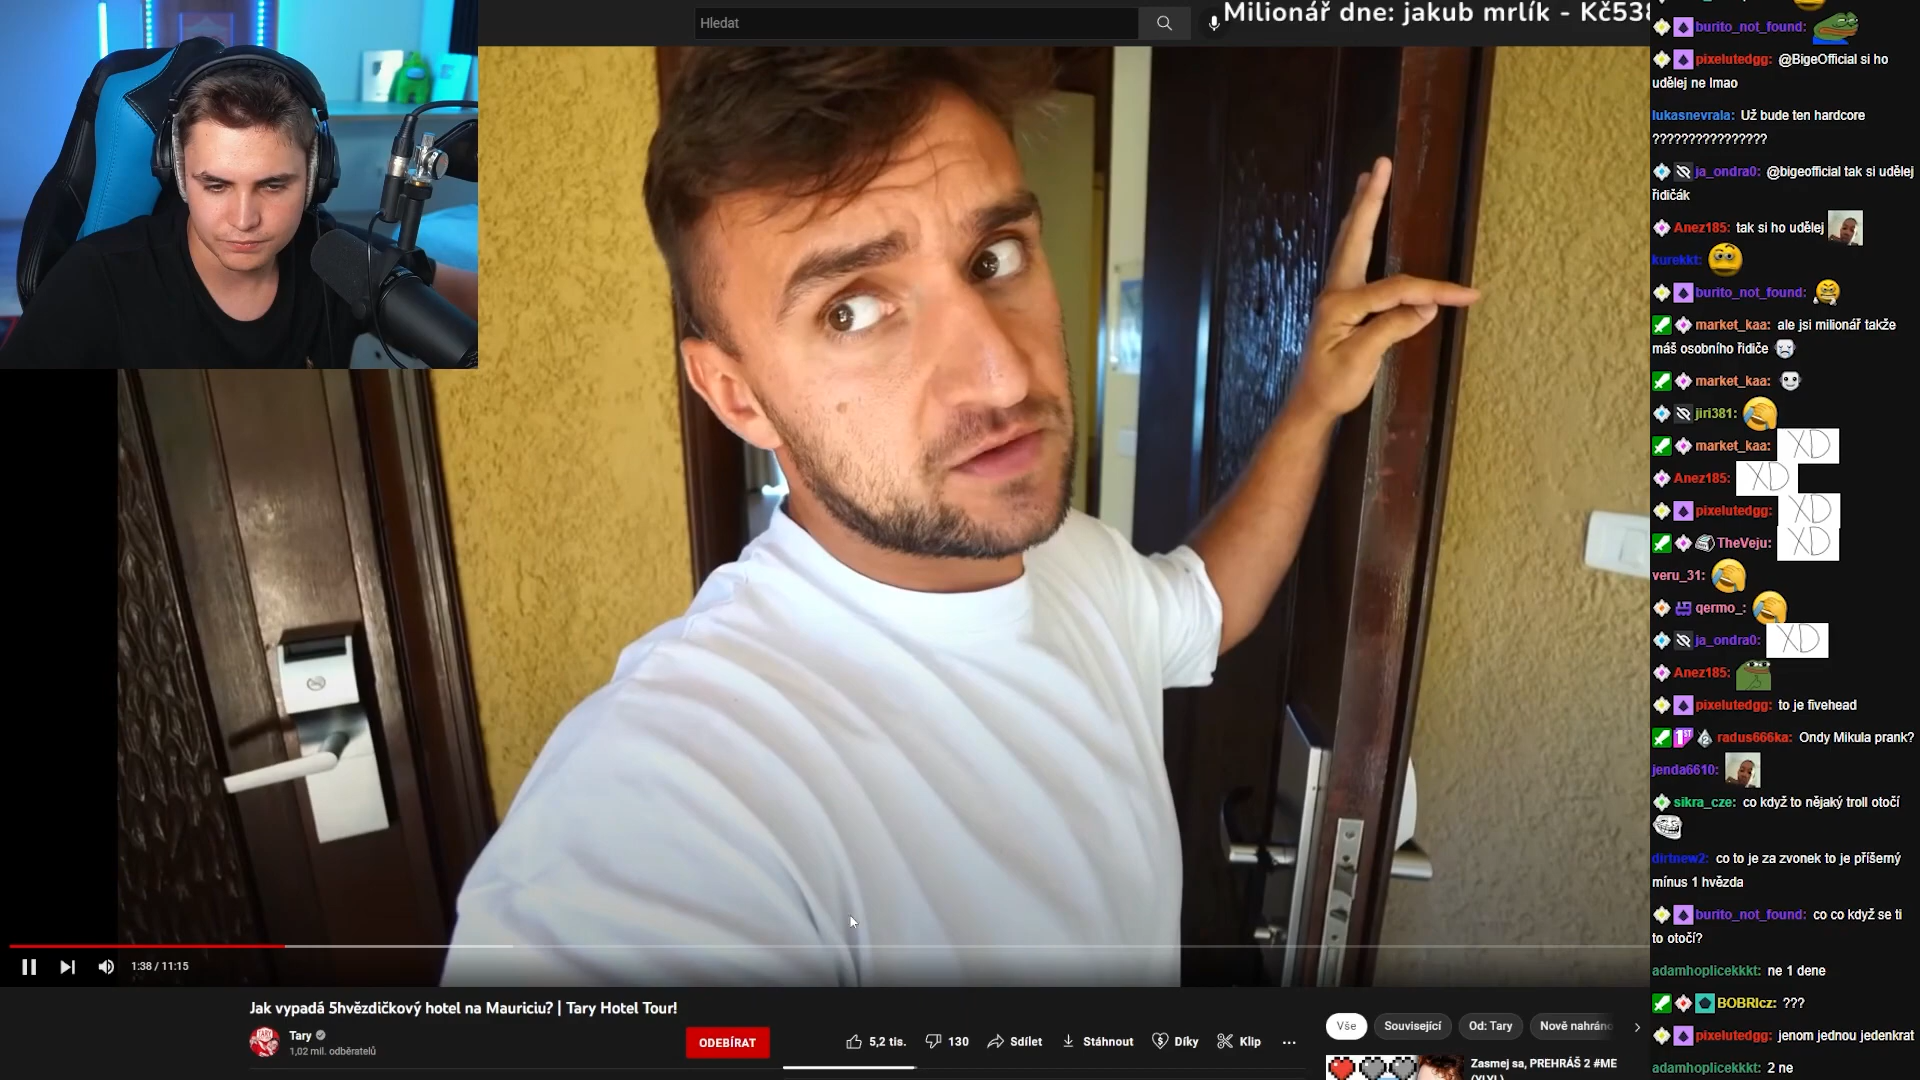 Hledat
Milionář dne: jakub mrlík - Kč538
burito_not_found:
pixelutedgg: @BigeOfficial si ho
udělej ne lmao
lukasnevrala: Už bude ten hardcore
????????????????
ja_ondra0: @bigeofficial tak si udělej
řidičák
Anez185: tak si ho udělej
kurekkt:
burito_not_found:
market_kaa: ale jsi milionář takže
máš osobního řidiče
market_kaa:
jiri381:
market_kaa: XD
Anez185: XD
pixelutedgg: XD
TheVeju: XD
veru_31:
qermo_:
ja_ondra0: XD
Anez185:
pixelutedgg: to je fivehead
1ST radus666ka: Ondy Mikula prank?
jenda6610:
sikra_cze: co když to nějaký troll otočí
dirtnew2: co to je za zvonek to je příšerný
mínus 1 hvězda
burito_not_found: co co když se ti
to otočí?
adamhoplicekkkt: ne 1 dene
BOBRIcz: ???
pixelutedgg: jenom jednou jedenkrat
adamhoplicekkkt: 2 ne
1:38 / 11:15
Jak vypadá 5hvězdičkový hotel na Mauriciu? | Tary Hotel Tour!
Tary
1,02 mil. odběratelů
ODEBÍRAT
5,2 tis.
130
Sdílet
Stáhnout
Díky
Klip
Vše
Související
Od: Tary
Nově nahráno
Zasmej sa, PREHRÁŠ 2 #ME